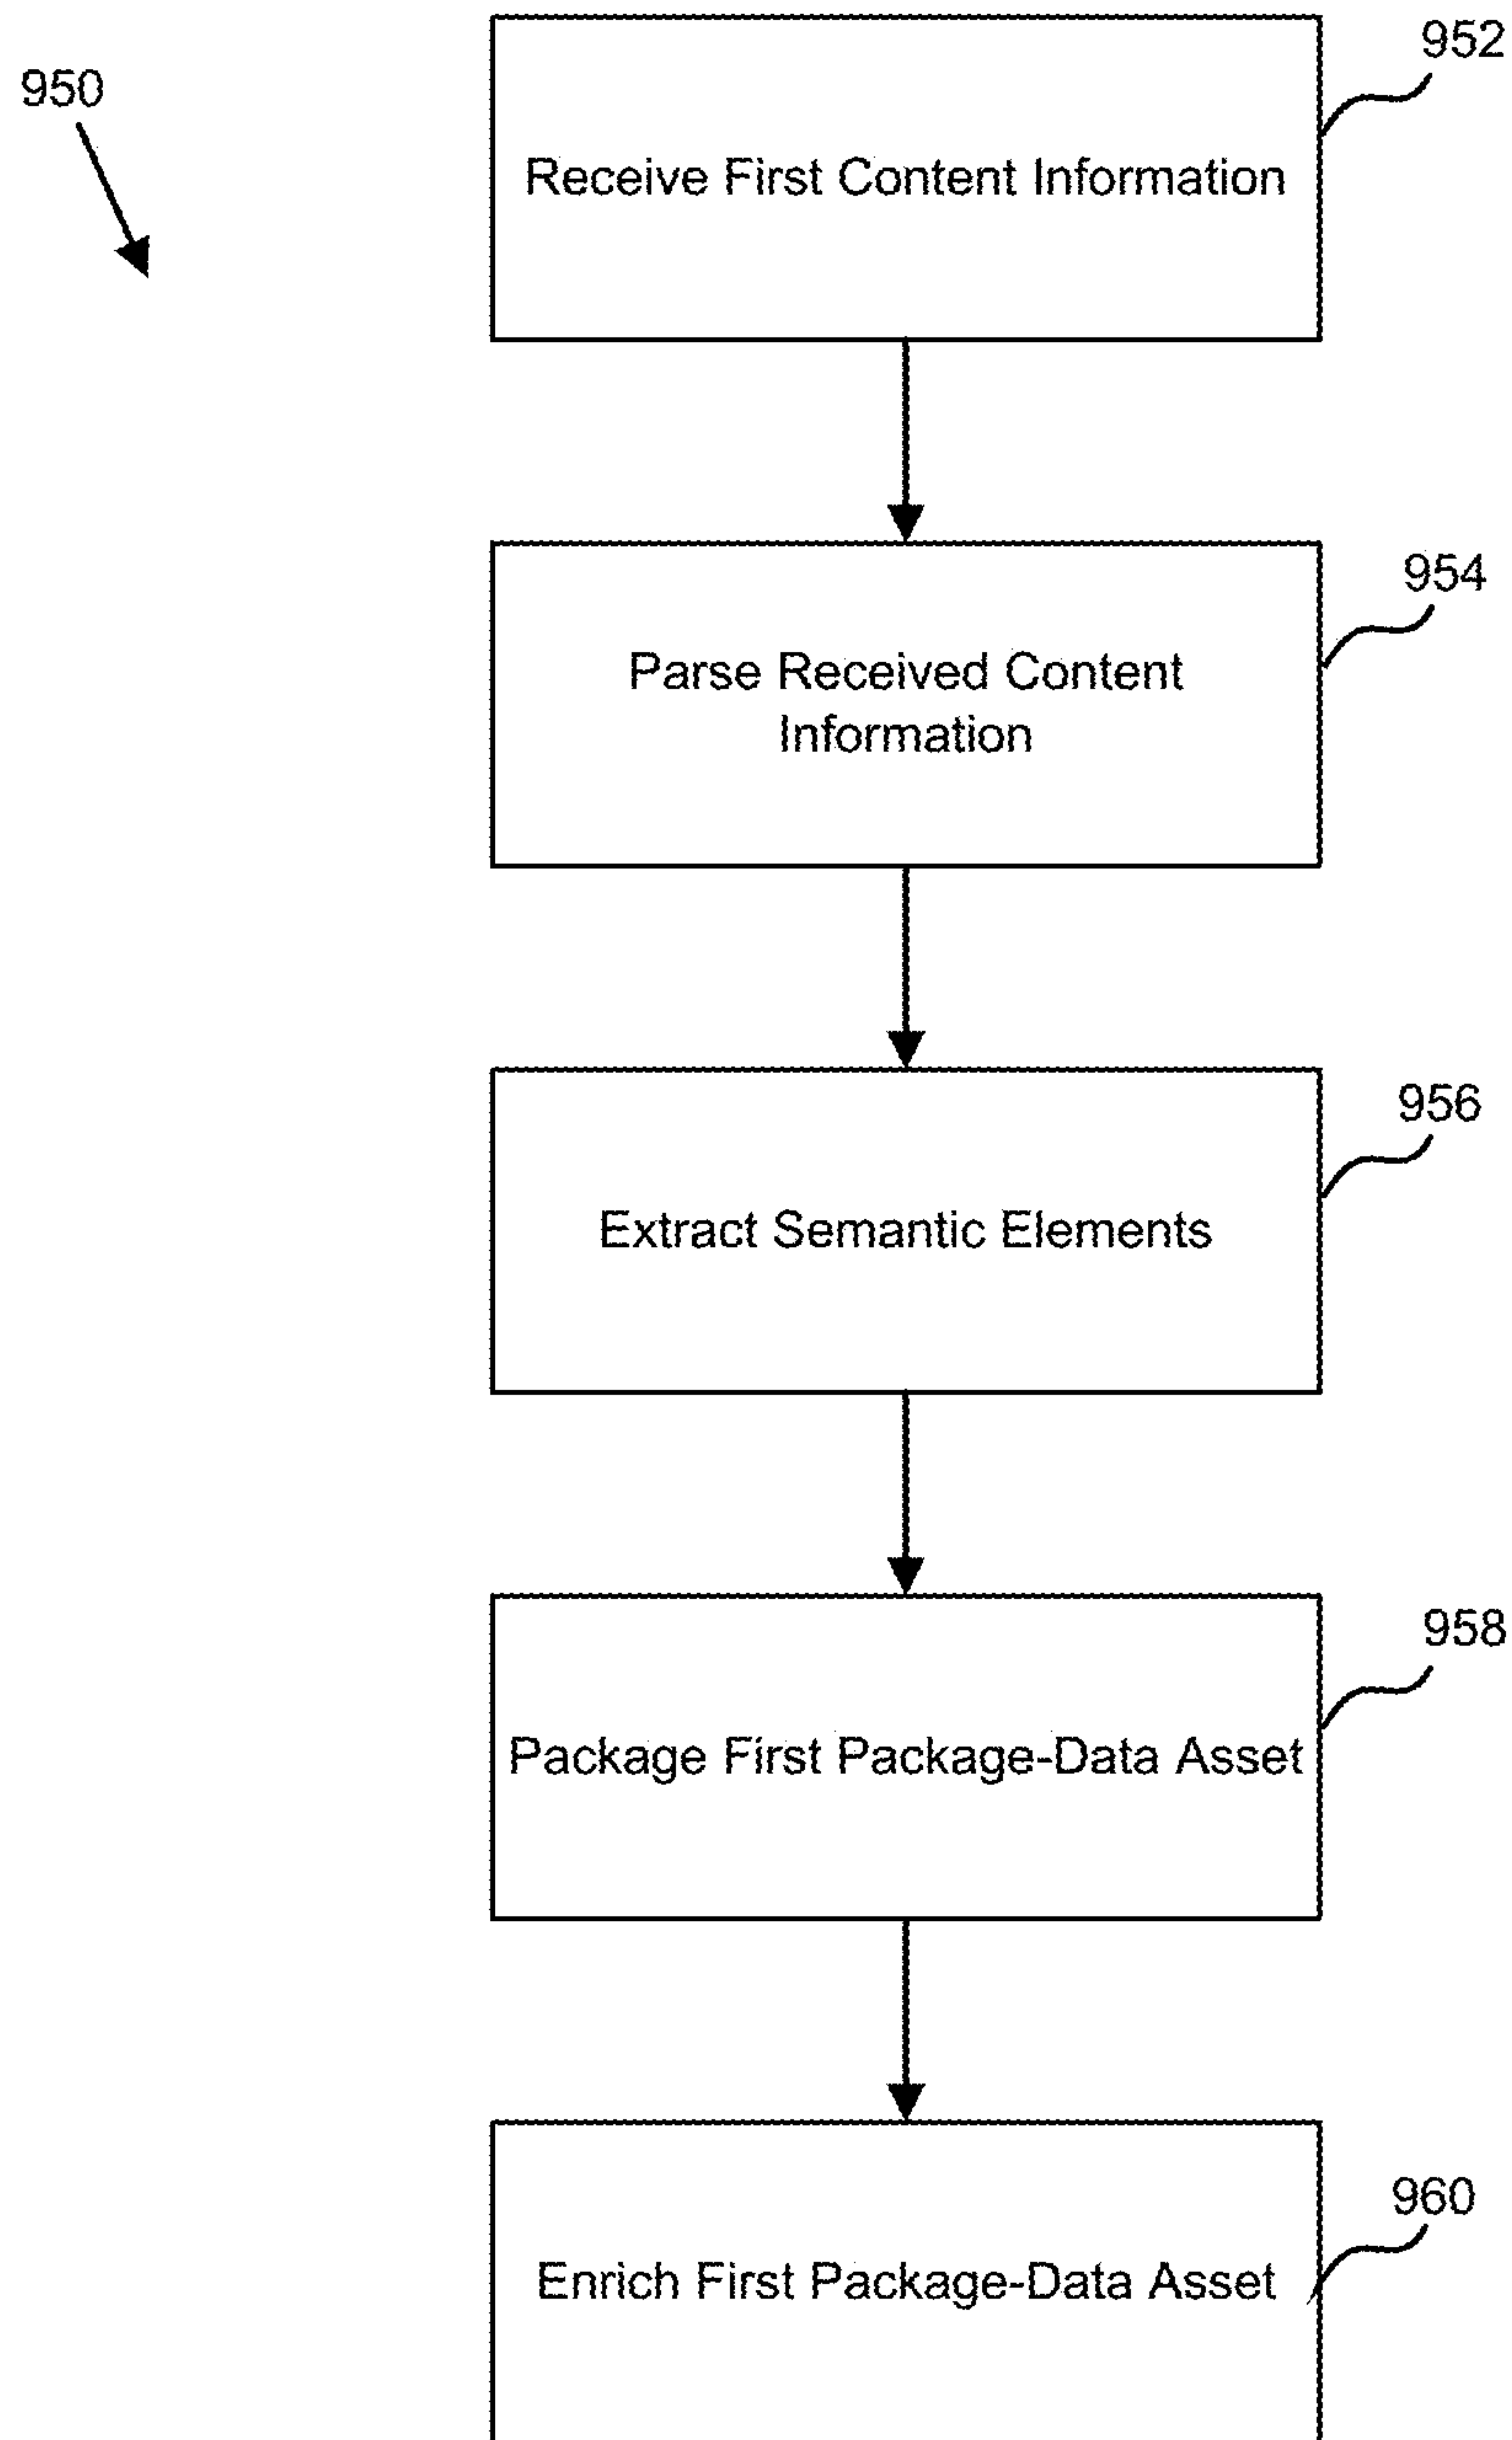 950
952
Receive First Content Information
954
Parse Received Content
Information
956
Extract Semantic Elements
958
Package First Package-Data Asset
960
Enrich First Package-Data Asset